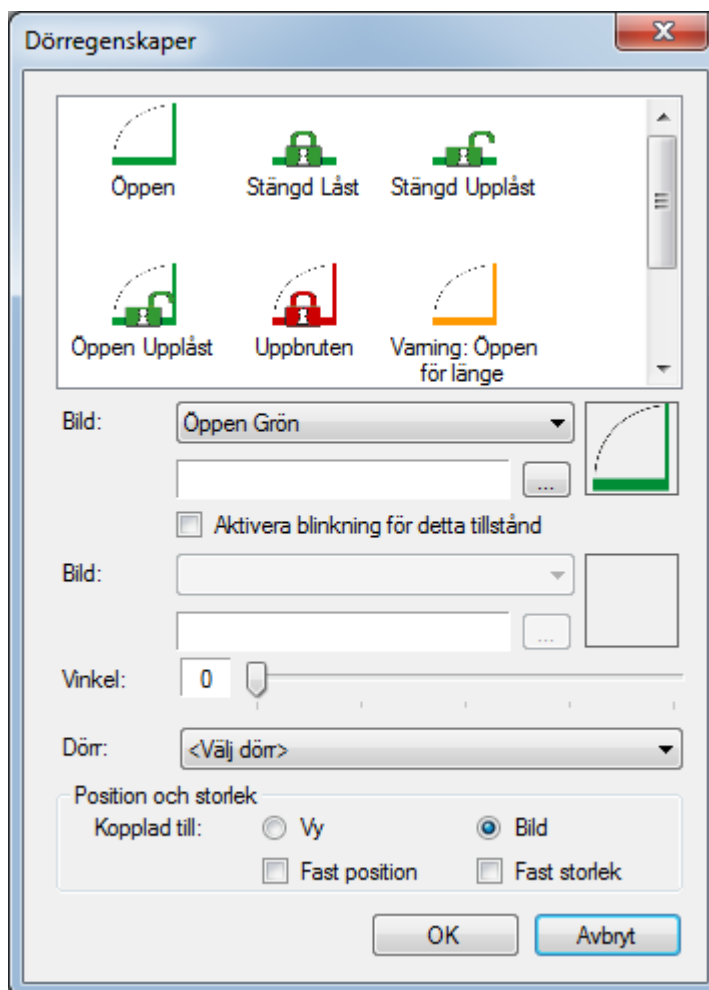 Dörregenskaper
Öppen
Stängd Låst
Stängd Upplåst
Öppen Upplåst
Uppbruten
Varning: Öppen
för länge
Bild:
Öppen Grön
...
Aktivera blinkning för detta tillstånd
Bild:
...
Vinkel:
0
Dörr:
<Välj dörr>
Position och storlek
Kopplad till:
Vy
Bild
Fast position
Fast storlek
OK
Avbryt